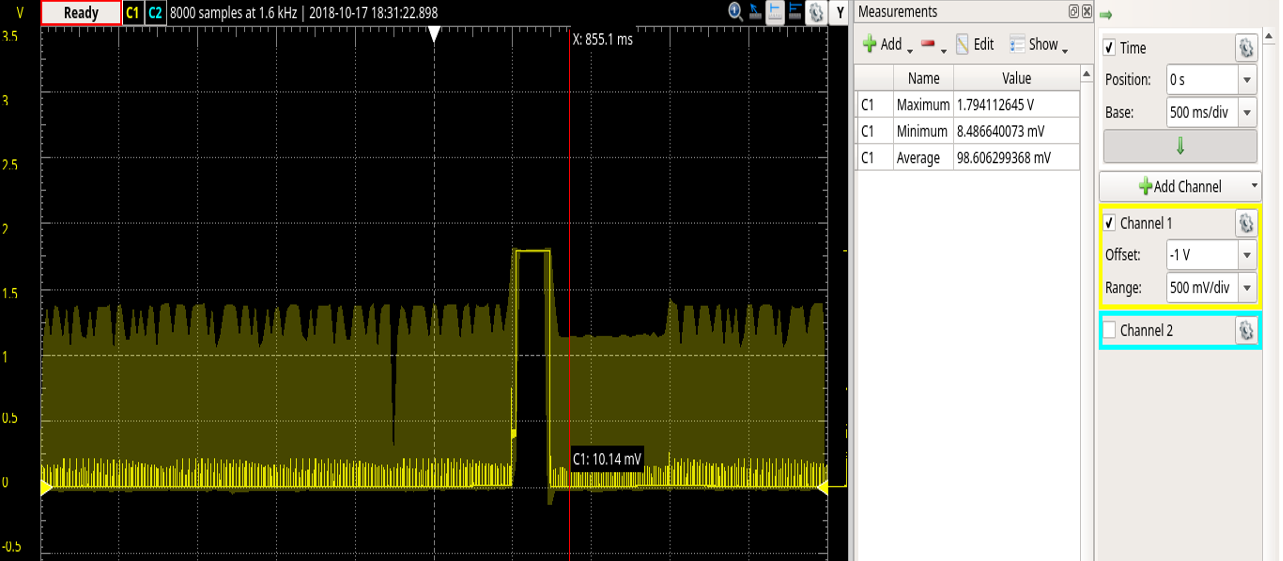 V Ready C1 C2 8000 samples at 1.6 kHz | 2018-10-17 18:31:22.898 Y
3.5
X: 855.1 ms
3
2.5
2
1.5
1
0.5
C1: 10.14 mV
0
-0.5
Measurements
Add Edit Show
Name Value
C1 Maximum 1.794112645 V
C1 Minimum 8.486640073 mV
C1 Average 98.606299368 mV
Time
Position: 0 s
Base: 500 ms/div
Add Channel
Channel 1
Offset: -1 V
Range: 500 mV/div
Channel 2